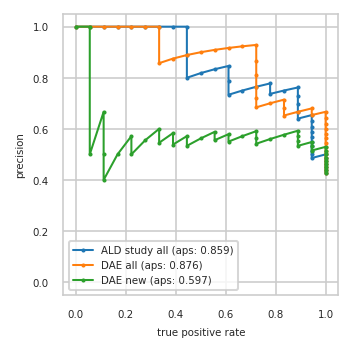 1.0
0.8
0.6
0.4
0.2
0.0
precision
ALD study all (aps: 0.859)
DAE all (aps: 0.876)
DAE new (aps: 0.597)
0.0 0.2 0.4 0.6 0.8 1.0
true positive rate